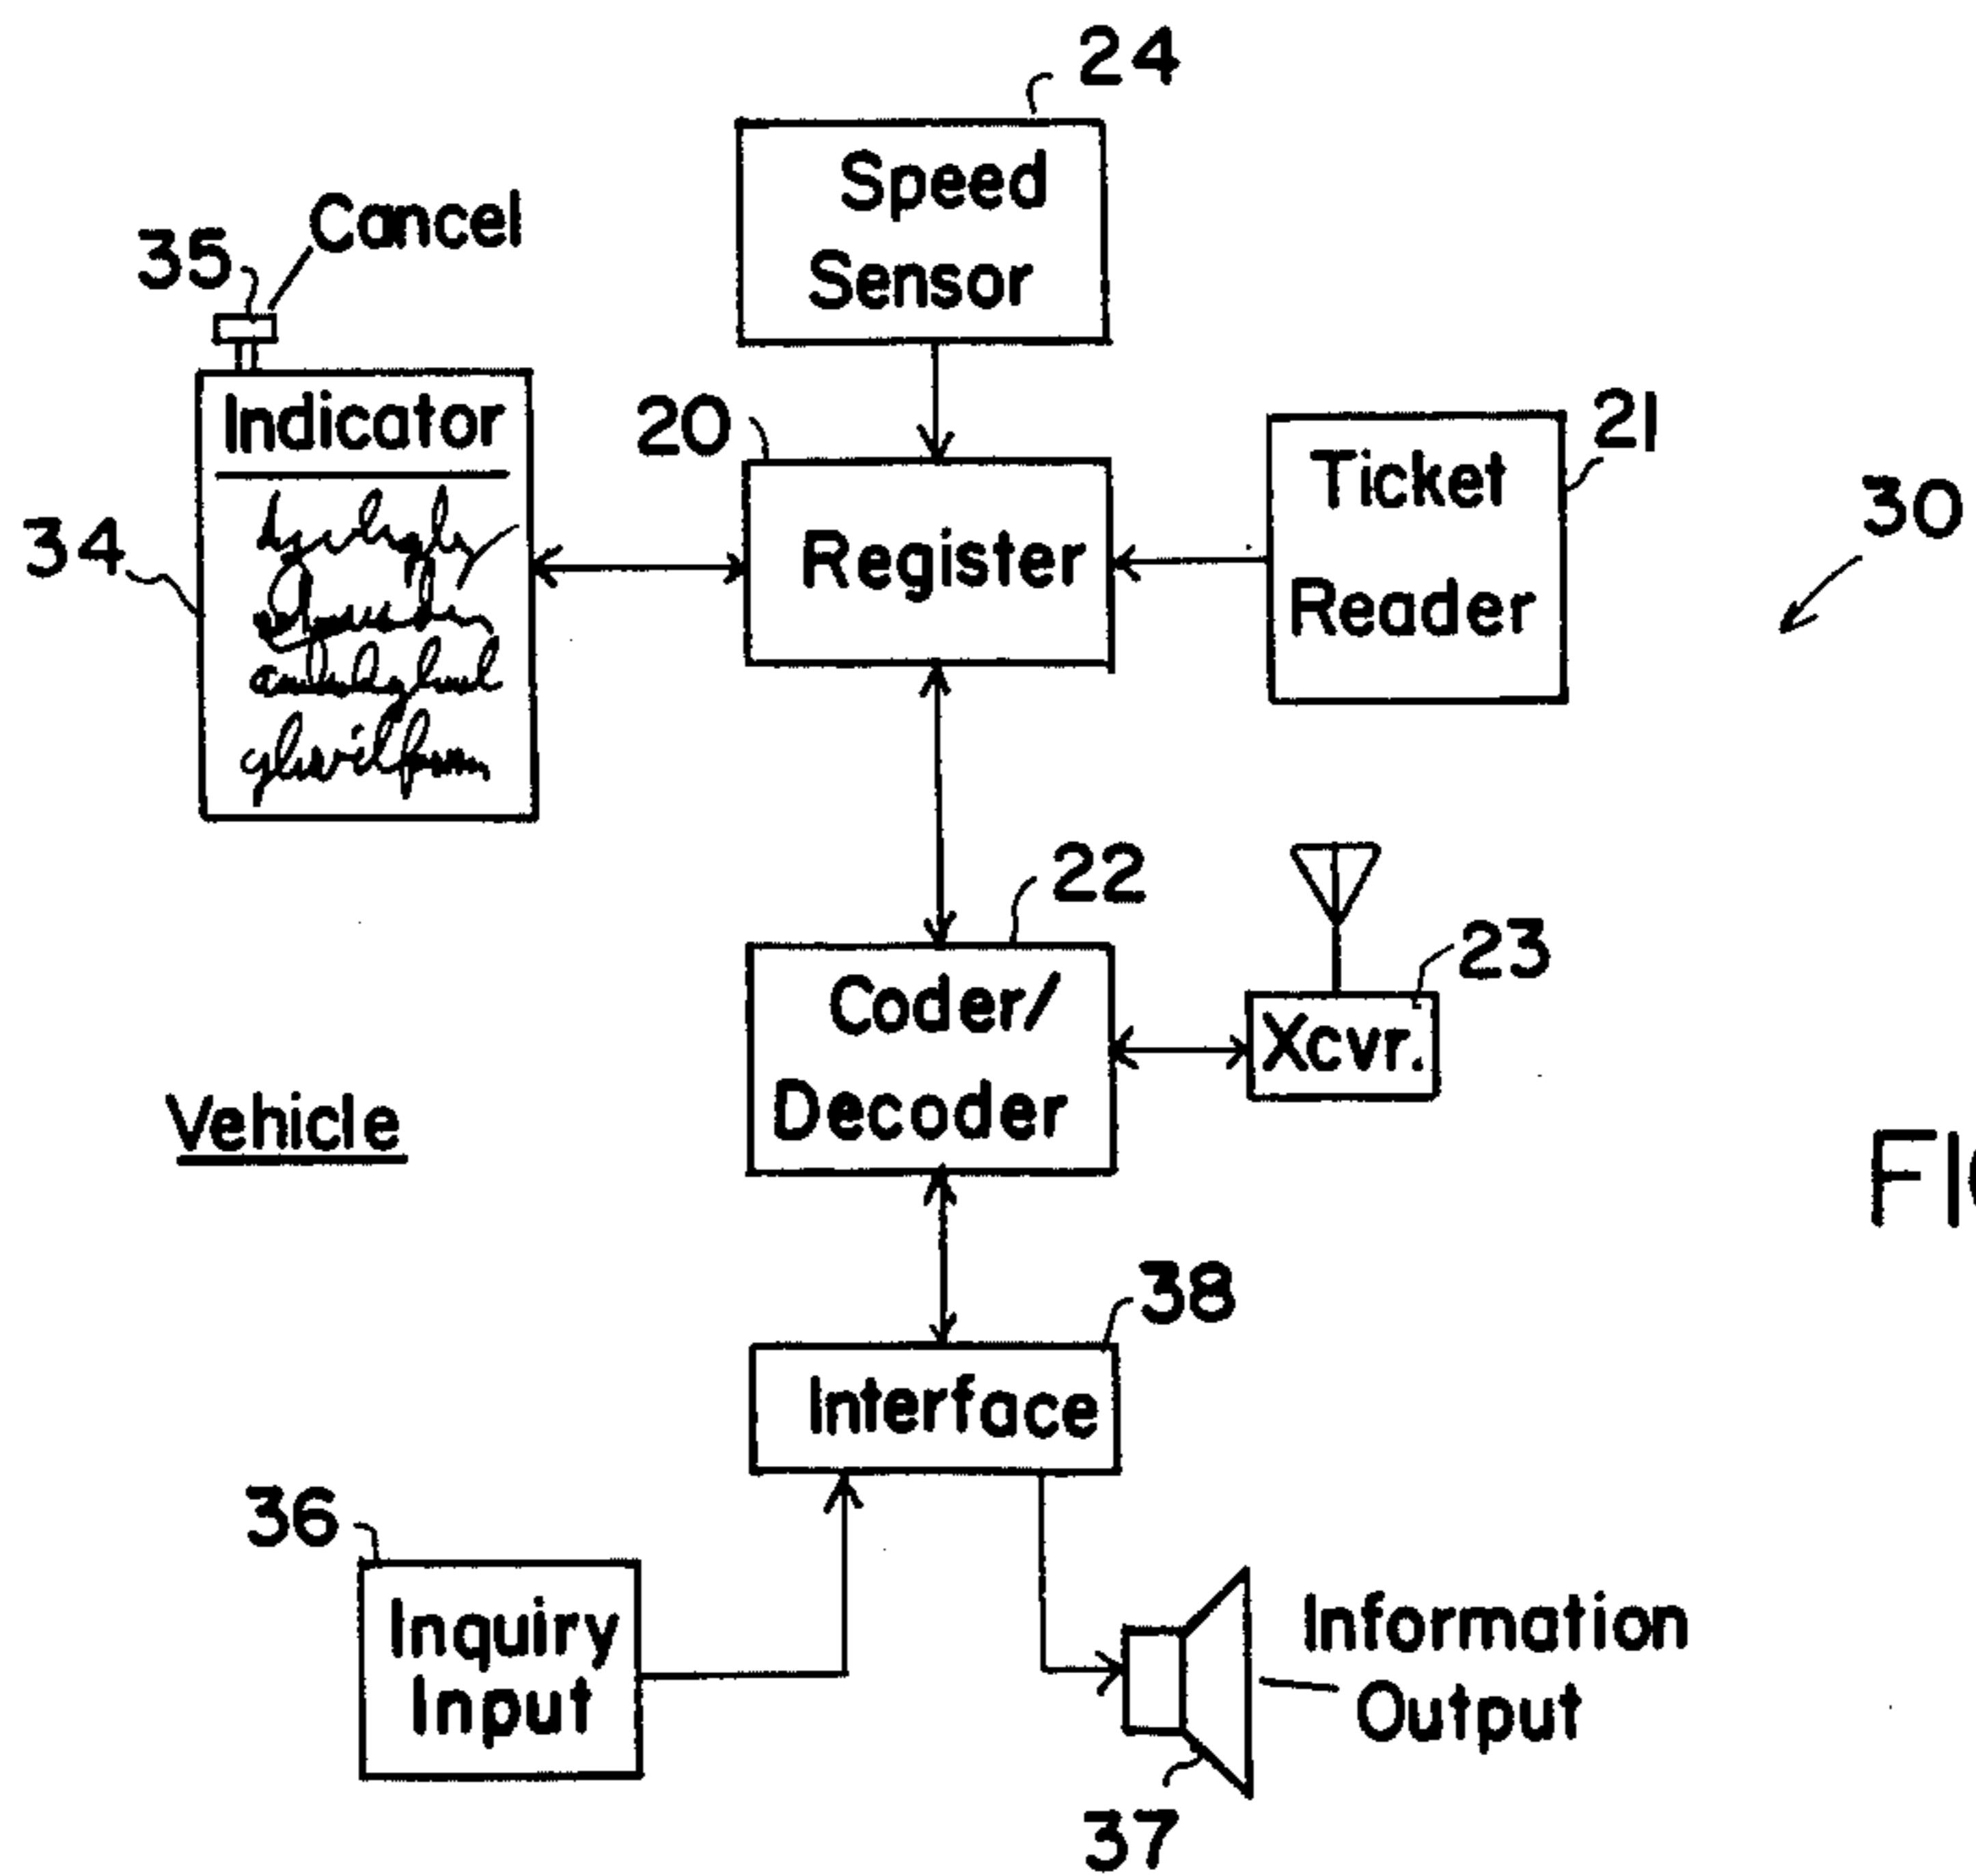 24
Speed
Sensor
35
Cancel
Indicator
34
20
Register
21
Ticket
Reader
30
22
Coder/
Decoder
23
Xcvr.
Vehicle
38
Interface
36
Inquiry
Input
Information
Output
37